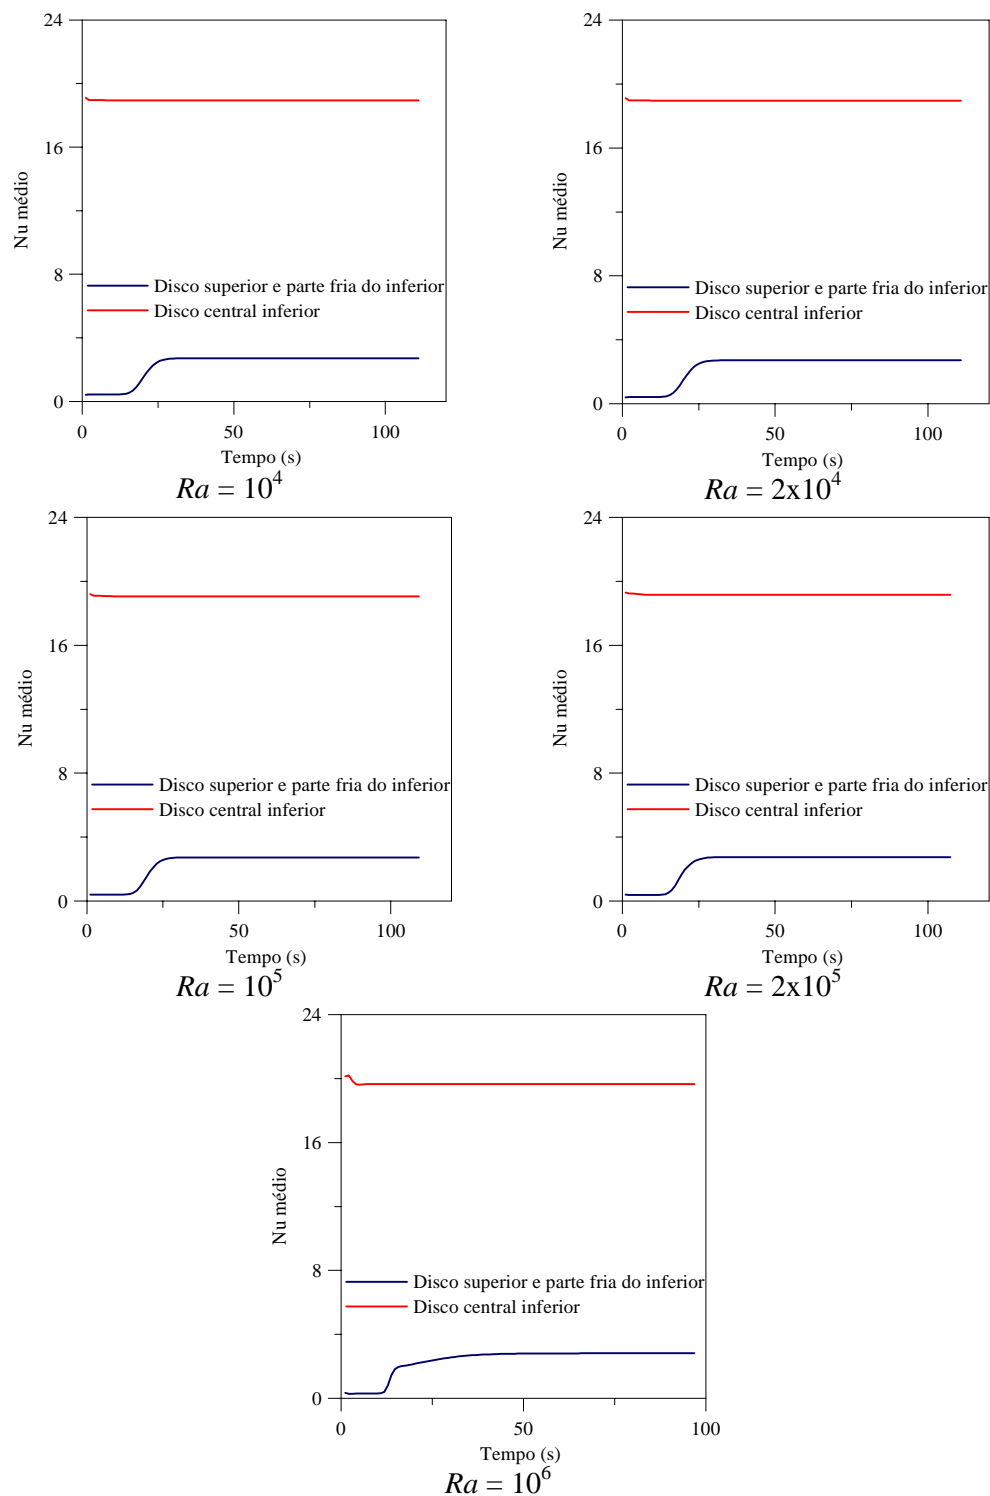 24
16
8
0
Nu médio
Disco superior e parte fria do inferior
Disco central inferior
0 50 100
Tempo (s)
Ra = 10^4
24
16
8
0
Nu médio
Disco superior e parte fria do inferior
Disco central inferior
0 50 100
Tempo (s)
Ra = 2x10^4
24
16
8
0
Nu médio
Disco superior e parte fria do inferior
Disco central inferior
0 50 100
Tempo (s)
Ra = 10^5
24
16
8
0
Nu médio
Disco superior e parte fria do inferior
Disco central inferior
0 50 100
Tempo (s)
Ra = 2x10^5
24
16
8
0
Nu médio
Disco superior e parte fria do inferior
Disco central inferior
0 50 100
Tempo (s)
Ra = 10^6